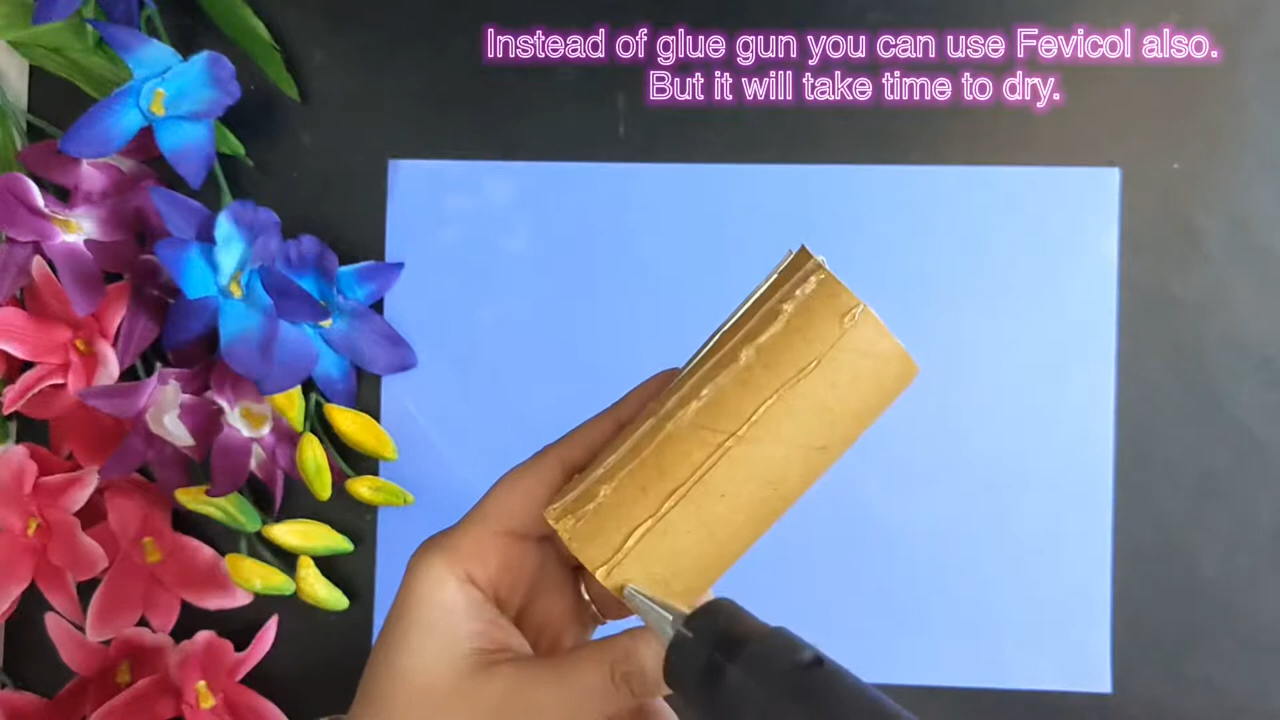 Instead of glue gun you can use Fevicol also.
But it will take time to dry.